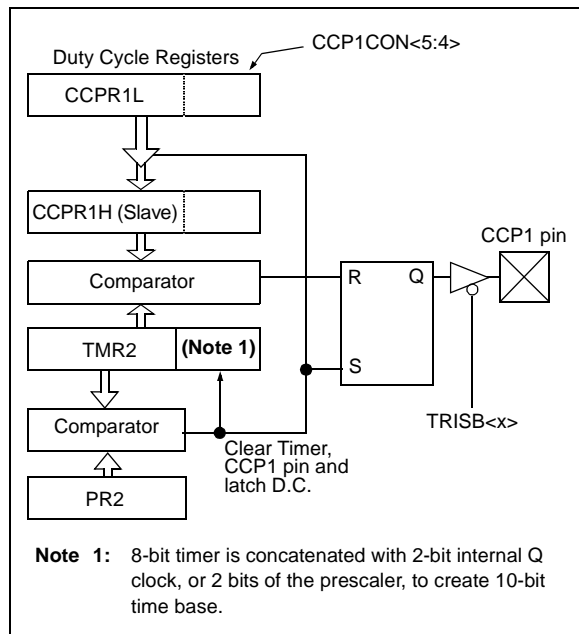 Duty Cycle Registers
CCP1CON<5:4>
CCPR1L
CCPR1H (Slave)
Comparator
TMR2
(Note 1)
Comparator
PR2
R
Q
S
CCP1 pin
TRISB<x>
Clear Timer,
CCP1 pin and
latch D.C.
Note 1: 8-bit timer is concatenated with 2-bit internal Q
clock, or 2 bits of the prescaler, to create 10-bit
time base.